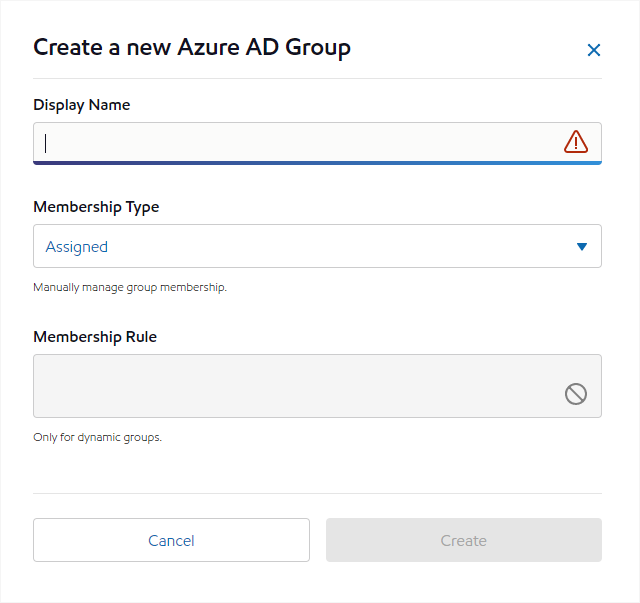 Create a new Azure AD Group
Display Name
Membership Type
Assigned
Manually manage group membership.
Membership Rule
Only for dynamic groups.
Cancel
Create